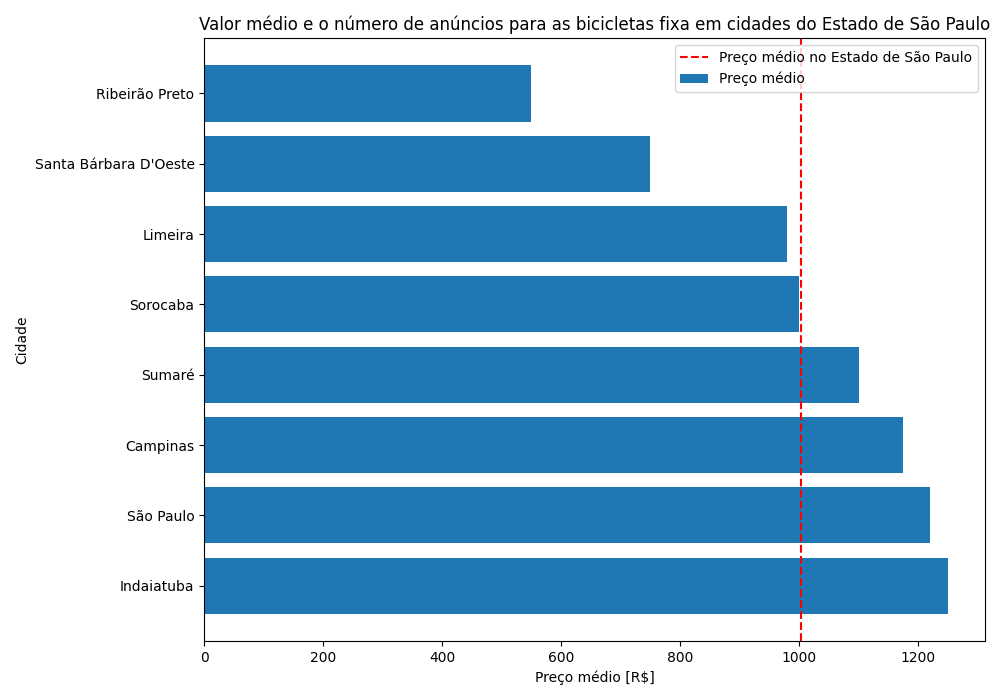 Valor médio e o número de anúncios para as bicicletas fixa em cidades do Estado de São Paulo
Preço médio no Estado de São Paulo
Preço médio
Cidade
Ribeirão Preto
Santa Bárbara D'Oeste
Limeira
Sorocaba
Sumaré
Campinas
São Paulo
Indaiatuba
0 200 400 600 800 1000 1200
Preço médio [R$]